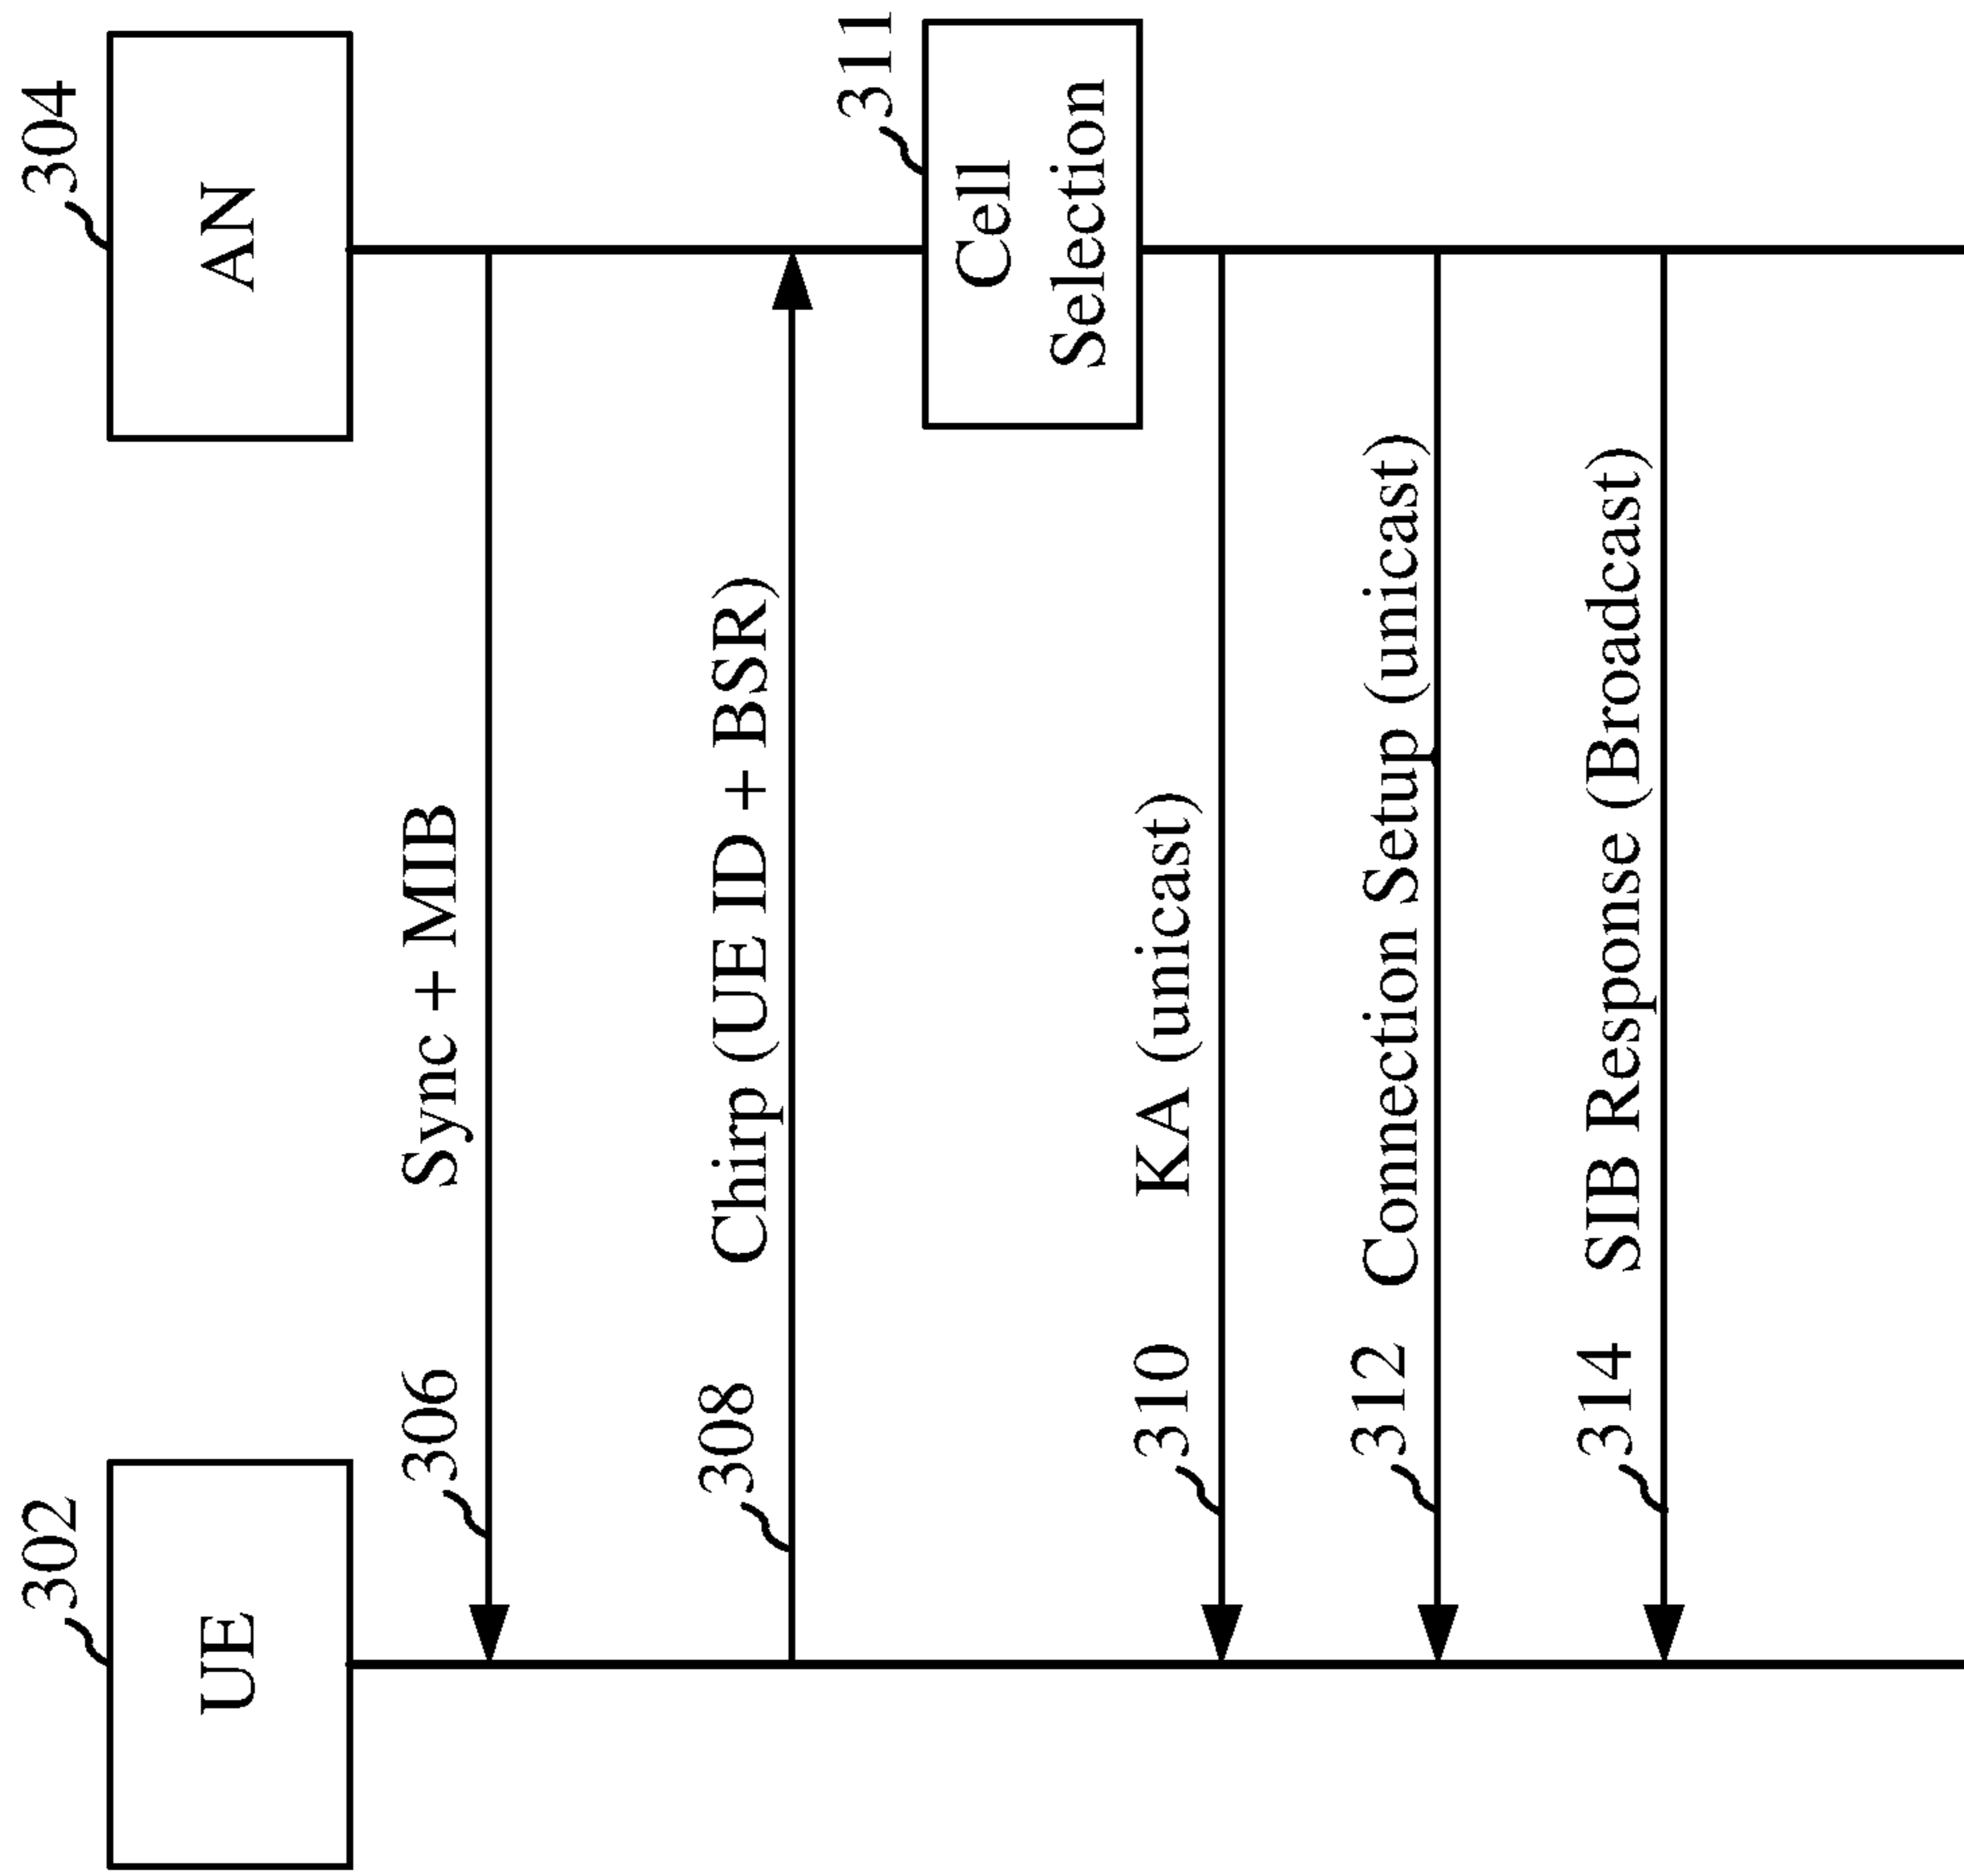 302
304
UE
AN
306
Sync + MIB
308
Chirp (UE ID + BSR)
311
Cell
Selection
310
KA (unicast)
312
Connection Setup (unicast)
314
SIB Response (Broadcast)